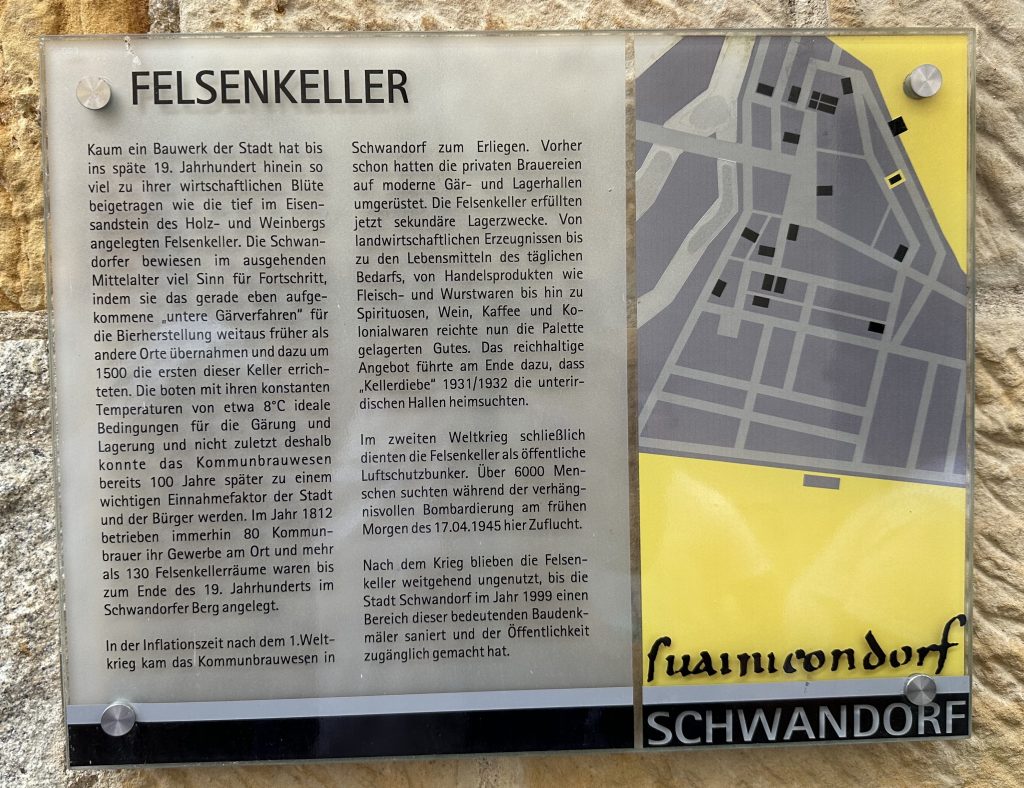 FELSENKELLER
Kaum ein Bauwerk der Stadt hat bis
ins späte 19. Jahrhundert hinein so
viel zu ihrer wirtschaftlichen Blüte
beigetragen wie die tief im Eisen-
sandstein des Holz- und Weinbergs
angelegten Felsenkeller. Die Schwan-
dorfer bewiesen im ausgehenden
Mittelalter viel Sinn für Fortschritt,
indem sie das gerade eben aufge-
kommene „untere Gärverfahren" für
die Bierherstellung weitaus früher als
andere Orte übernahmen und dazu um
1500 die ersten dieser Keller errich-
teten. Die boten mit ihren konstanten
Temperaturen von etwa 8°C ideale
Bedingungen für die Gärung und
Lagerung und nicht zuletzt deshalb
konnte das Kommunbrauwesen
bereits 100 Jahre später zu einem
wichtigen Einnahmefaktor der Stadt
und der Bürger werden. Im Jahr 1812
betrieben immerhin 80 Kommun-
brauer ihr Gewerbe am Ort und mehr
als 130 Felsenkellerräume waren bis
zum Ende des 19. Jahrhunderts im
Schwandorfer Berg angelegt.
In der Inflationszeit nach dem 1.Welt-
krieg kam das Kommunbrauwesen in
Schwandorf zum Erliegen. Vorher
schon hatten die privaten Brauereien
auf moderne Gär- und Lagerhallen
umgerüstet. Die Felsenkeller erfüllten
jetzt sekundäre Lagerzwecke. Von
landwirtschaftlichen Erzeugnissen bis
zu den Lebensmitteln des täglichen
Bedarfs, von Handelsprodukten wie
Fleisch- und Wurstwaren bis hin zu
Spirituosen, Wein, Kaffee und Ko-
lonialwaren reichte nun die Palette
gelagerten Gutes. Das reichhaltige
Angebot führte am Ende dazu, dass
„Kellerdiebe" 1931/1932 die unterir-
dischen Hallen heimsuchten.
Im zweiten Weltkrieg schließlich
dienten die Felsenkeller als öffentliche
Luftschutzbunker. Über 6000 Men-
schen suchten während der verhäng-
nisvollen Bombardierung am frühen
Morgen des 17.04.1945 hier Zuflucht.
Nach dem Krieg blieben die Felsen-
keller weitgehend ungenutzt, bis die
Stadt Schwandorf im Jahr 1999 einen
Bereich dieser bedeutenden Baudenk-
mäler saniert und der Öffentlichkeit
zugänglich gemacht hat.
suainicondorf
SCHWANDORF